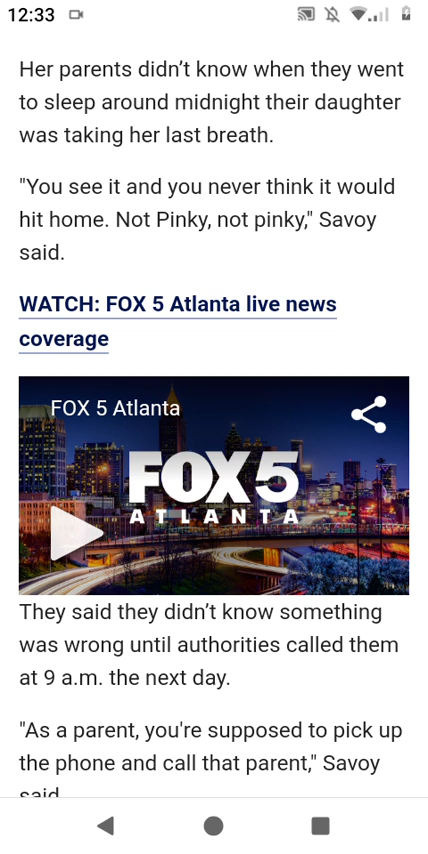 12:33
Her parents didn’t know when they went
to sleep around midnight their daughter
was taking her last breath.
"You see it and you never think it would
hit home. Not Pinky, not pinky," Savoy
said.
WATCH: FOX 5 Atlanta live news
coverage
FOX 5 Atlanta
FOX 5
ATLANTA
They said they didn’t know something
was wrong until authorities called them
at 9 a.m. the next day.
"As a parent, you're supposed to pick up
the phone and call that parent," Savoy
said